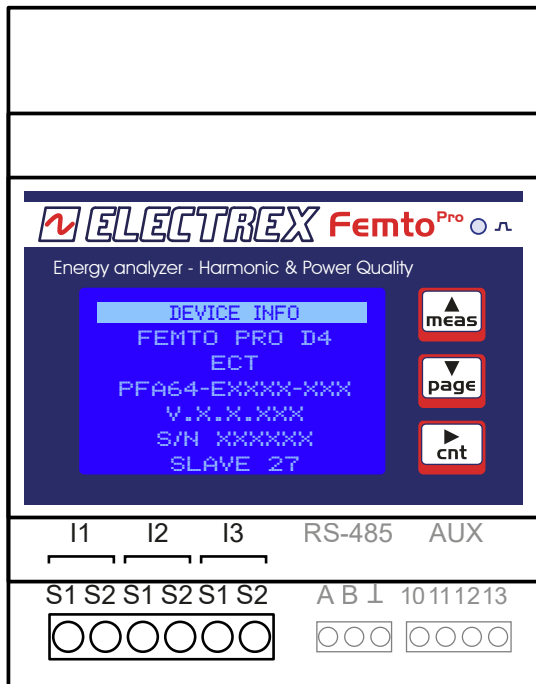 ELECTREX Femto Pro
Energy analyzer - Harmonic & Power Quality
DEVICE INFO
FEMTO PRO D4
ECT
PFA64-EXXXX-XXX
V.X.X.XXX
S/N XXXXXX
SLAVE 27
meas
page
cnt
I1 I2 I3 RS-485 AUX
S1 S2 S1 S2 S1 S2 A B ⊥ 10 11 12 13